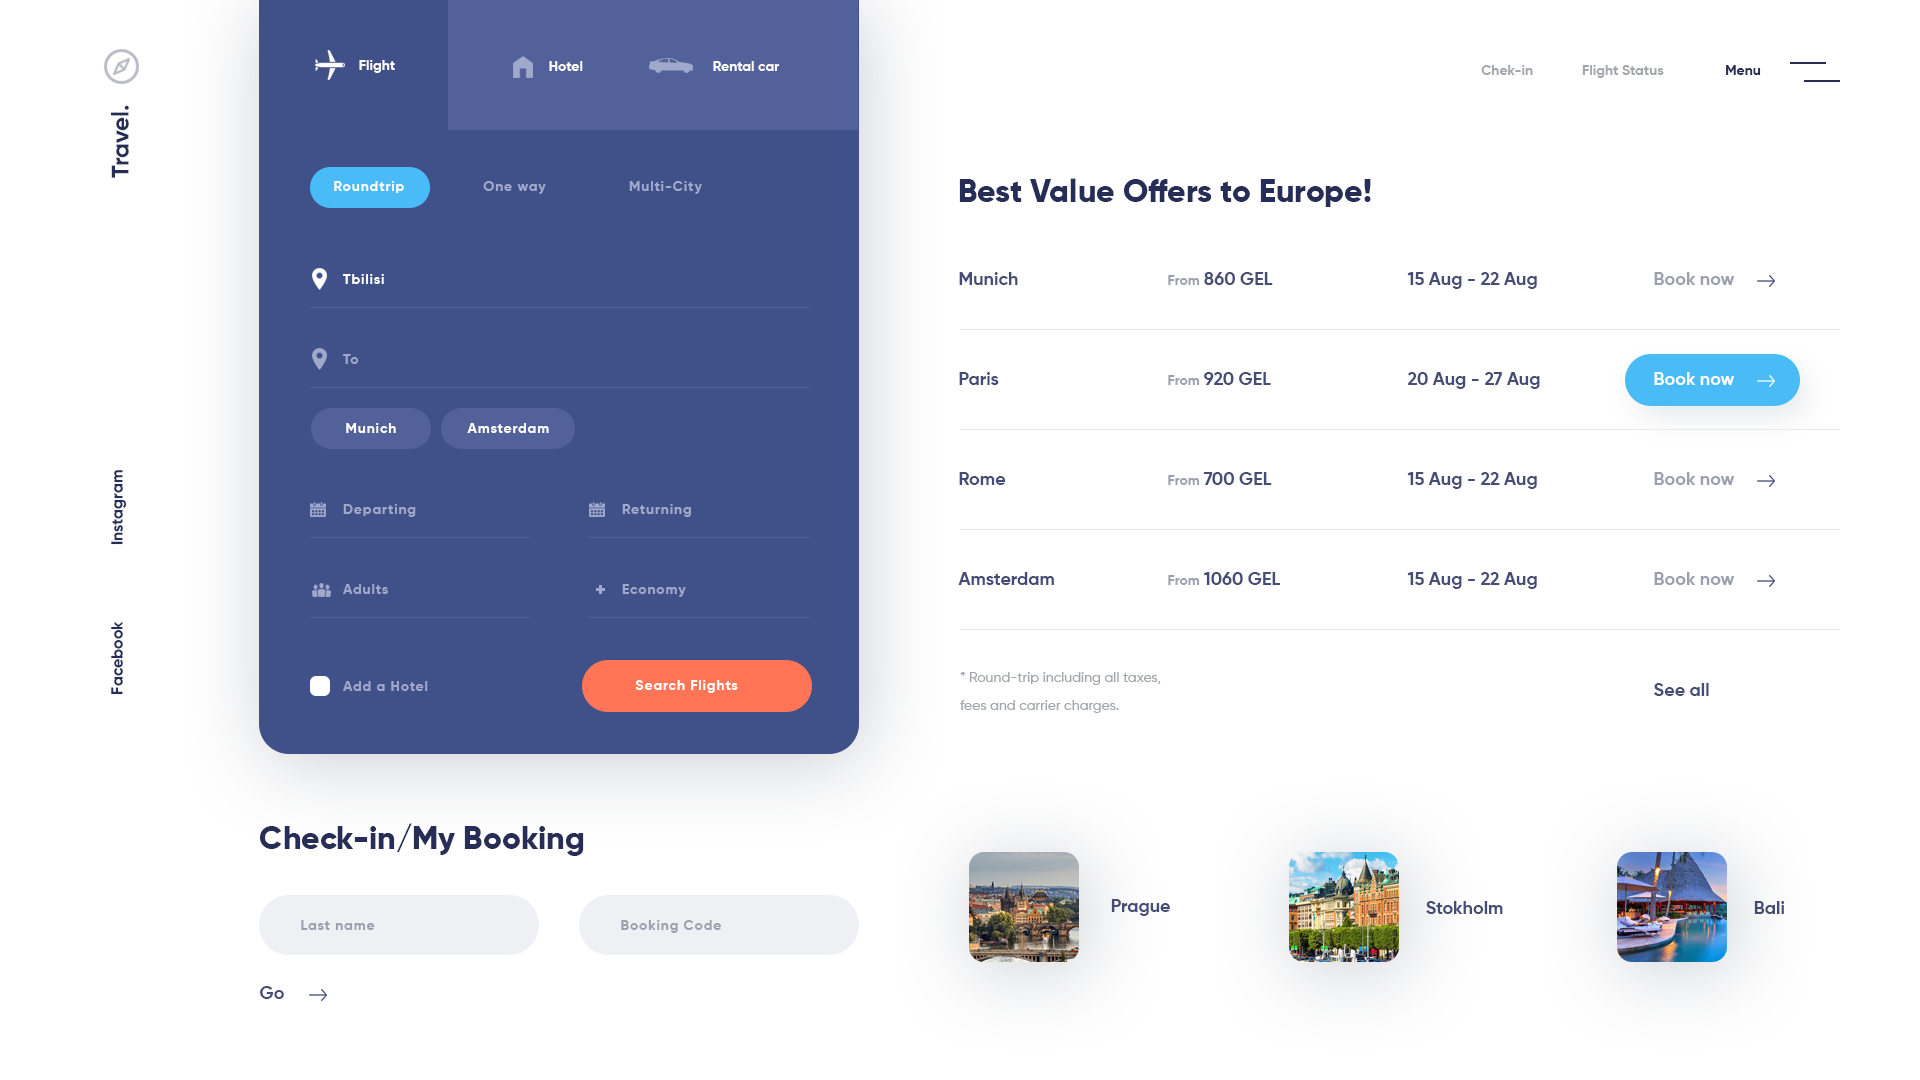 Travel.
Instagram
Facebook
Flight
Hotel
Rental car
Roundtrip
One way
Multi-City
Tbilisi
To
Munich
Amsterdam
Departing
Returning
Adults
Economy
Add a Hotel
Search Flights
Check-in/My Booking
Last name
Booking Code
Go
Chek-in
Flight Status
Menu
Best Value Offers to Europe!
Munich From 860 GEL 15 Aug - 22 Aug Book now
Paris From 920 GEL 20 Aug - 27 Aug Book now
Rome From 700 GEL 15 Aug - 22 Aug Book now
Amsterdam From 1060 GEL 15 Aug - 22 Aug Book now
* Round-trip including all taxes,
fees and carrier charges.
See all
Prague
Stokholm
Bali